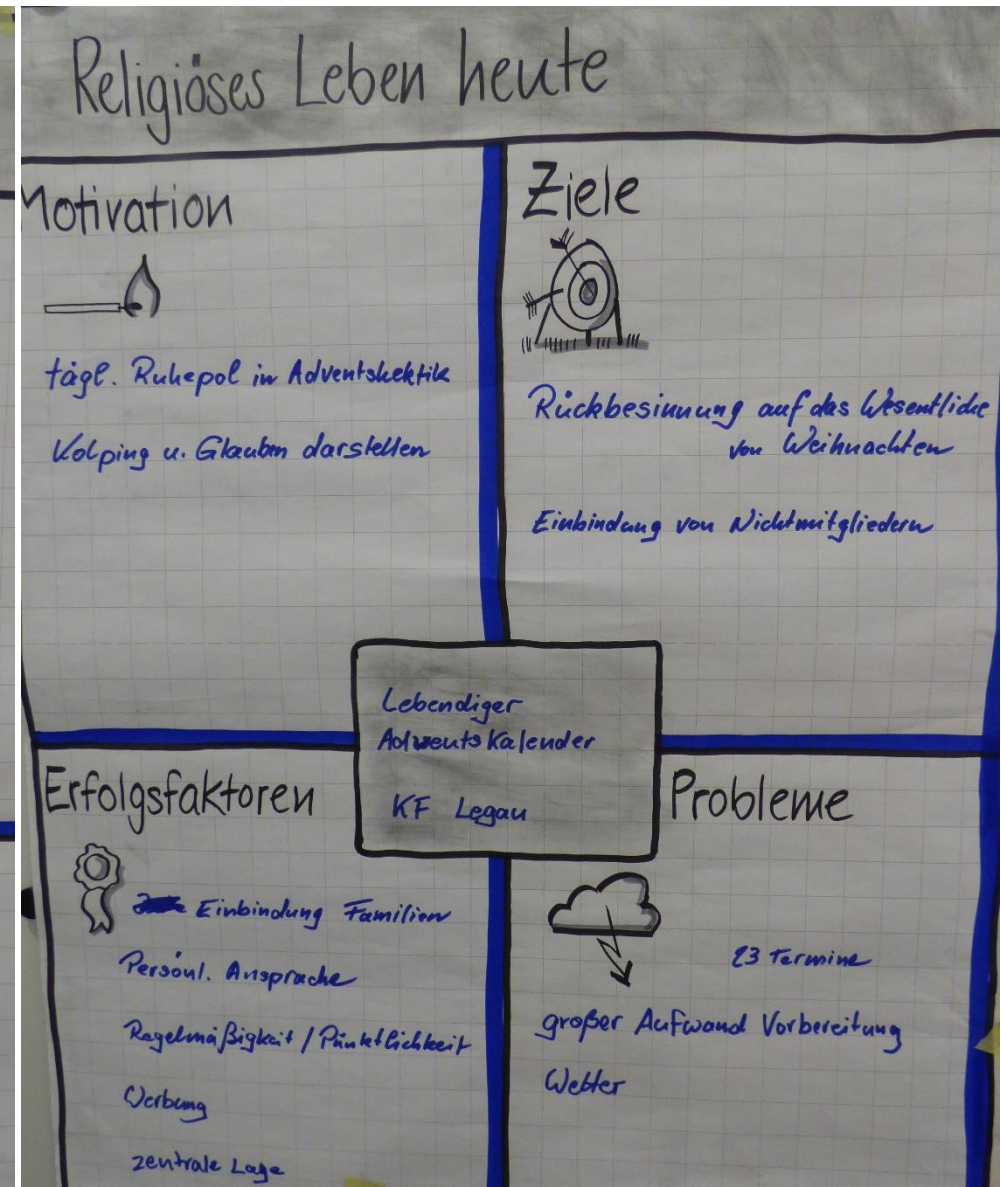 Religiöses Leben heute
Motivation
tägl. Ruhepol in Adventshektik
Kolping u. Glauben darstellen
Ziele
Rückbesinnung auf das Wesentliche
von Weihnachten
Einbindung von Nichtmitgliedern
Lebendiger
Adventskalender
KF Legau
Erfolgsfaktoren
Einbindung Familien
Persönl. Ansprache
Regelmäßigkeit / Pünktlichkeit
Werbung
zentrale Lage
Probleme
23 Termine
großer Aufwand Vorbereitung
Wetter